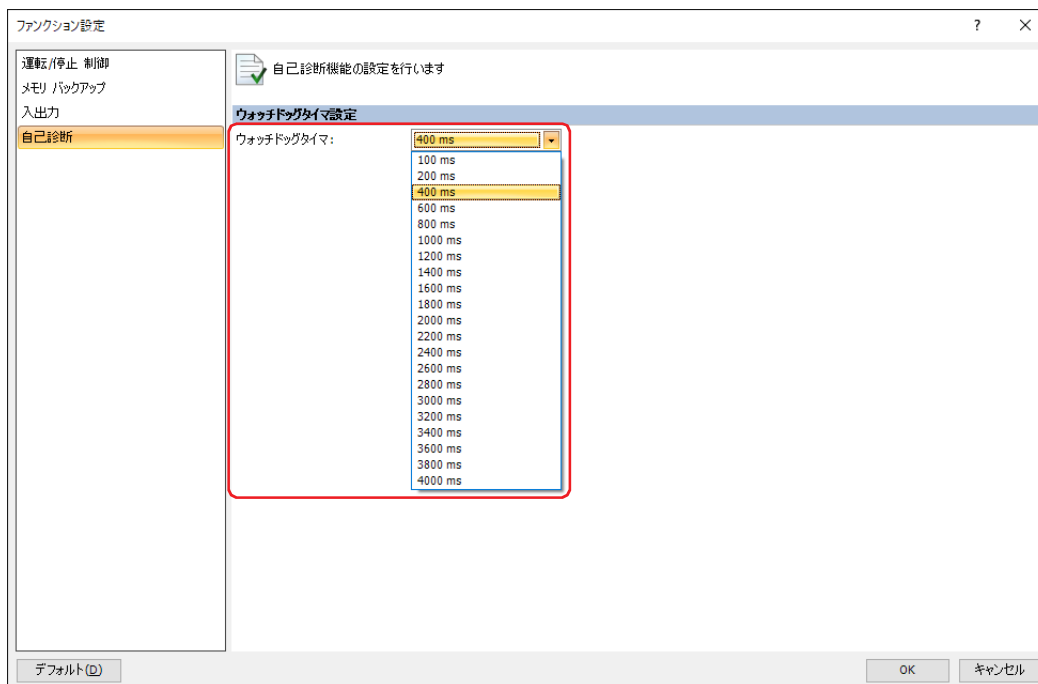 ファンクション設定
? ×
運転/停止 制御
メモリ バックアップ
入出力
自己診断
自己診断機能の設定を行います
ウォッチドッグタイマ設定
ウォッチドッグタイマ: 400 ms
100 ms
200 ms
400 ms
600 ms
800 ms
1000 ms
1200 ms
1400 ms
1600 ms
1800 ms
2000 ms
2200 ms
2400 ms
2600 ms
2800 ms
3000 ms
3200 ms
3400 ms
3600 ms
3800 ms
4000 ms
デフォルト(D) OK キャンセル